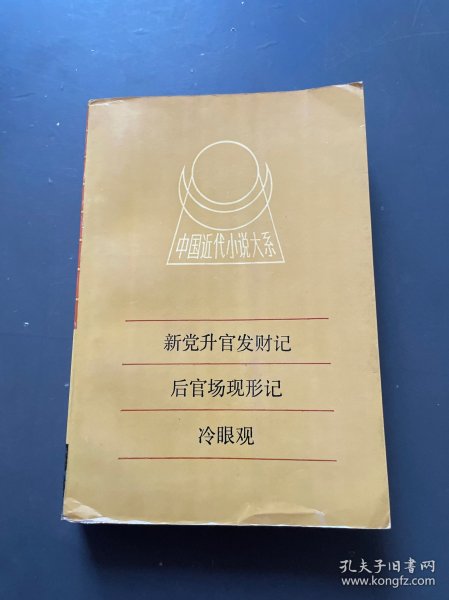 中国近代小说大系
新党升官发财记
后官场现形记
冷眼观
孔夫子旧书网
www.kongfz.com